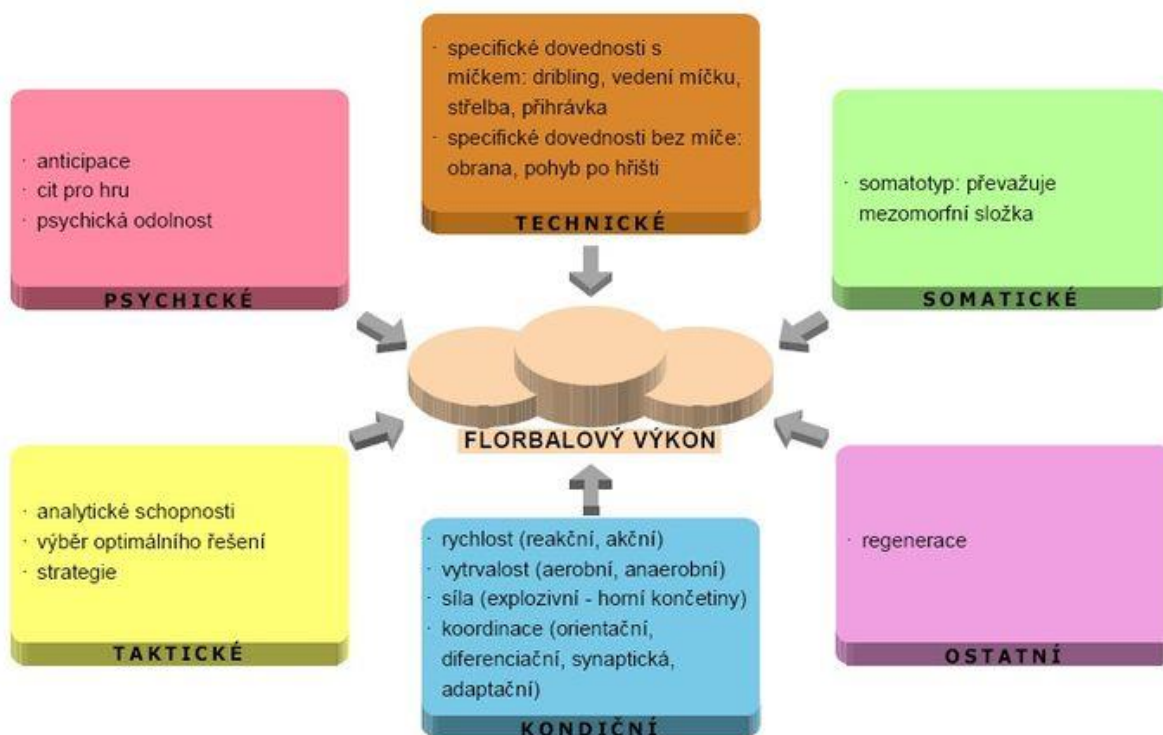 · specifické dovednosti s
míčkem: dribling, vedení míčku,
střelba, přihrávka
· specifické dovednosti bez míče:
obrana, pohyb po hřišti
TECHNICKÉ
· anticipace
· cit pro hru
· psychická odolnost
PSYCHICKÉ
· somatotyp: převažuje
mezomorfní složka
SOMATICKÉ
FLORBALOVÝ VÝKON
· analytické schopnosti
· výběr optimálního řešení
· strategie
TAKTICKÉ
· rychlost (reakční, akční)
· vytrvalost (aerobní, anaerobní)
· síla (explozivní - horní končetiny)
· koordinace (orientační,
diferenciační, synaptická,
adaptační)
KONDIČNÍ
· regenerace
OSTATNÍ